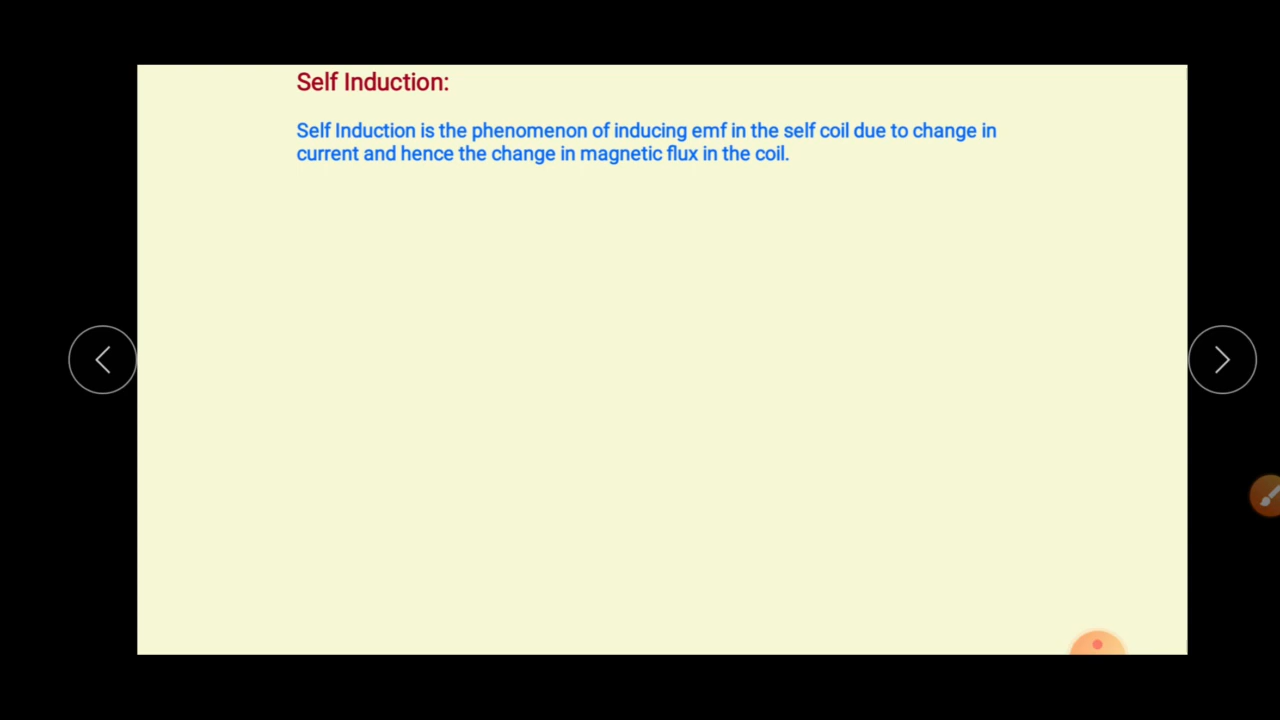 Self Induction:
Self Induction is the phenomenon of inducing emf in the self coil due to change in
current and hence the change in magnetic flux in the coil.